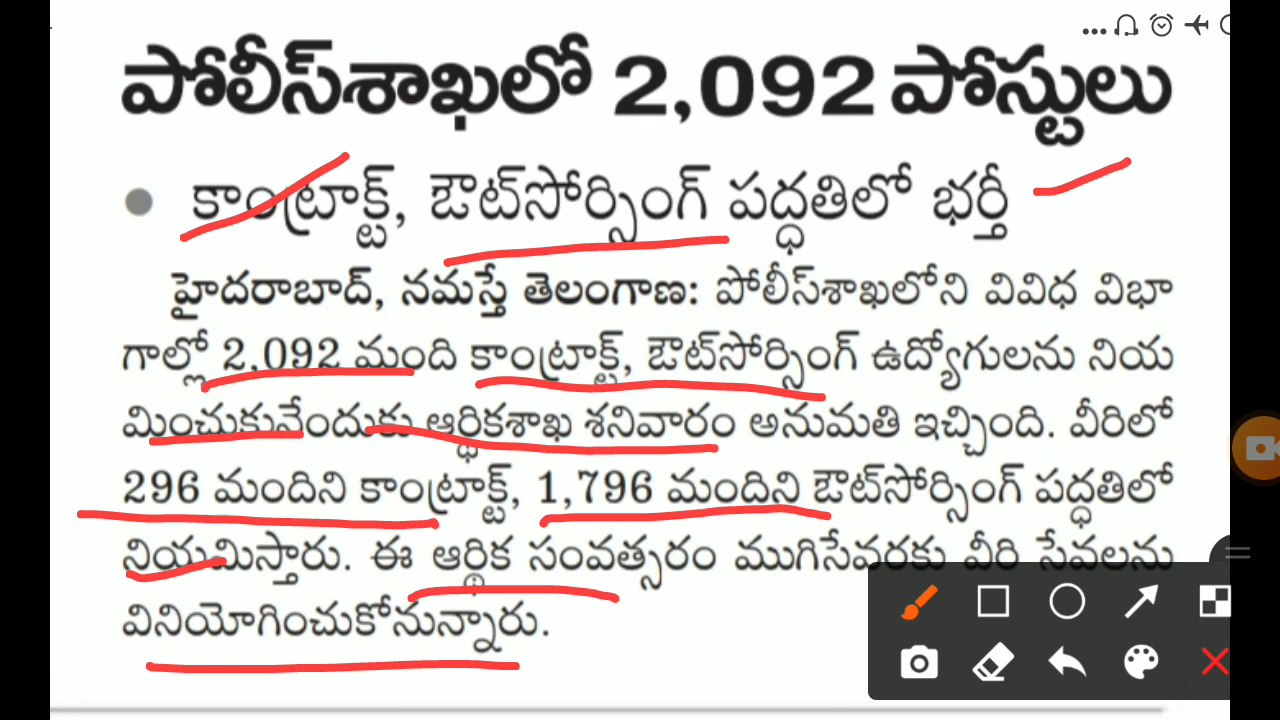 పోలీస్‌శాఖలో 2,092 పోస్టులు
● కాంట్రాక్ట్, ఔట్‌సోర్సింగ్ పద్ధతిలో భర్తీ
హైదరాబాద్, నమస్తే తెలంగాణ: పోలీస్‌శాఖలోని వివిధ విభా
గాల్లో 2,092 మంది కాంట్రాక్ట్, ఔట్‌సోర్సింగ్ ఉద్యోగులను నియ
మించుకునేందుకు ఆర్థికశాఖ శనివారం అనుమతి ఇచ్చింది. వీరిలో
296 మందిని కాంట్రాక్ట్, 1,796 మందిని ఔట్‌సోర్సింగ్ పద్ధతిలో
నియమిస్తారు. ఈ ఆర్థిక సంవత్సరం ముగిసేవరకు వీరి సేవలను
వినియోగించుకోనున్నారు.